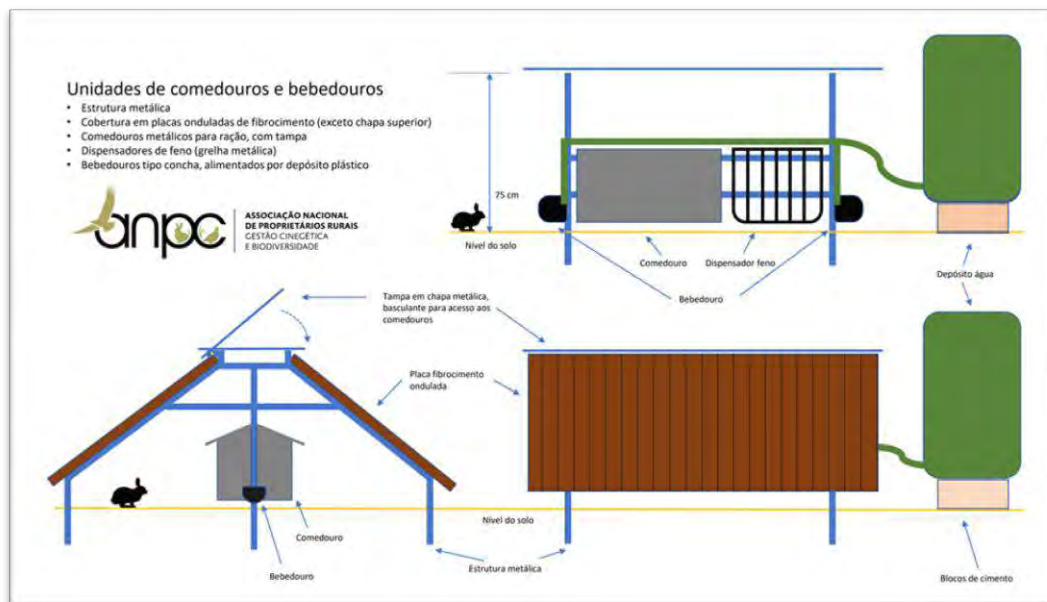 Unidades de comedouros e bebedouros
• Estrutura metálica
• Cobertura em placas onduladas de fibrocimento (exceto chapa superior)
• Comedouros metálicos para ração, com tampa
• Dispensadores de feno (grelha metálica)
• Bebedouros tipo concha, alimentados por depósito plástico
anpc
ASSOCIAÇÃO NACIONAL
DE PROPRIETÁRIOS RURAIS
GESTÃO CINEGÉTICA
E BIODIVERSIDADE
75 cm
Nível do solo
Comedouro
Dispensador feno
Bebedouro
Depósito água
Tampa em chapa metálica,
basculante para acesso aos
comedouros
Placa fibrocimento
ondulada
Nível do solo
Comedouro
Bebedouro
Estrutura metálica
Blocos de cimento